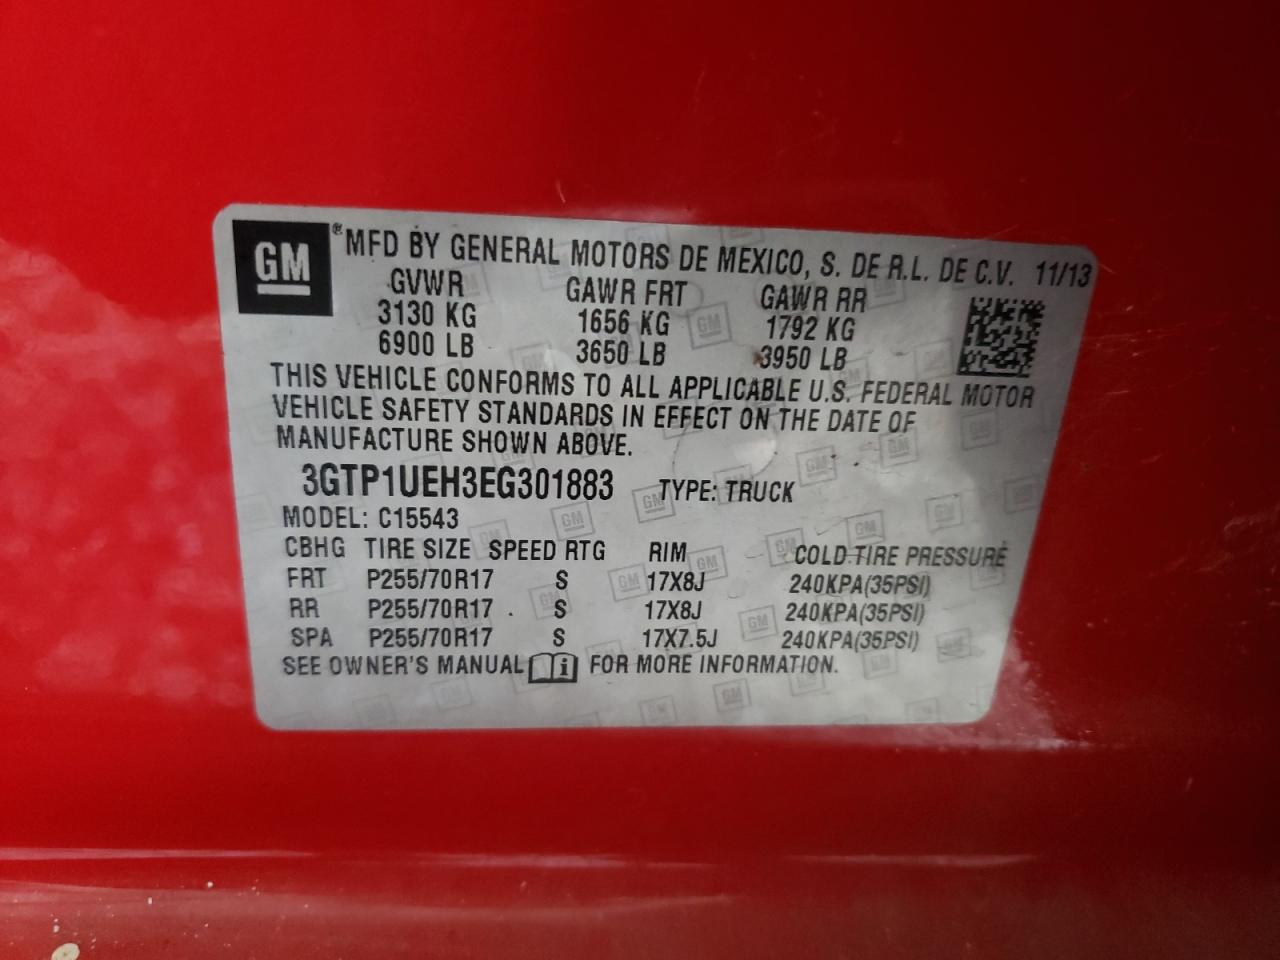 GM ® MFD BY GENERAL MOTORS DE MEXICO, S. DE R.L. DE C.V. 11/13
GVWR GAWR FRT GAWR RR
3130 KG 1656 KG 1792 KG
6900 LB 3650 LB 3950 LB
THIS VEHICLE CONFORMS TO ALL APPLICABLE U.S. FEDERAL MOTOR
VEHICLE SAFETY STANDARDS IN EFFECT ON THE DATE OF
MANUFACTURE SHOWN ABOVE.
3GTP1UEH3EG301883 TYPE: TRUCK
MODEL: C15543
CBHG TIRE SIZE SPEED RTG RIM COLD TIRE PRESSURE
FRT P255/70R17 S 17X8J 240KPA(35PSI)
RR P255/70R17 S 17X8J 240KPA(35PSI)
SPA P255/70R17 S 17X7.5J 240KPA(35PSI)
SEE OWNER'S MANUAL i FOR MORE INFORMATION.